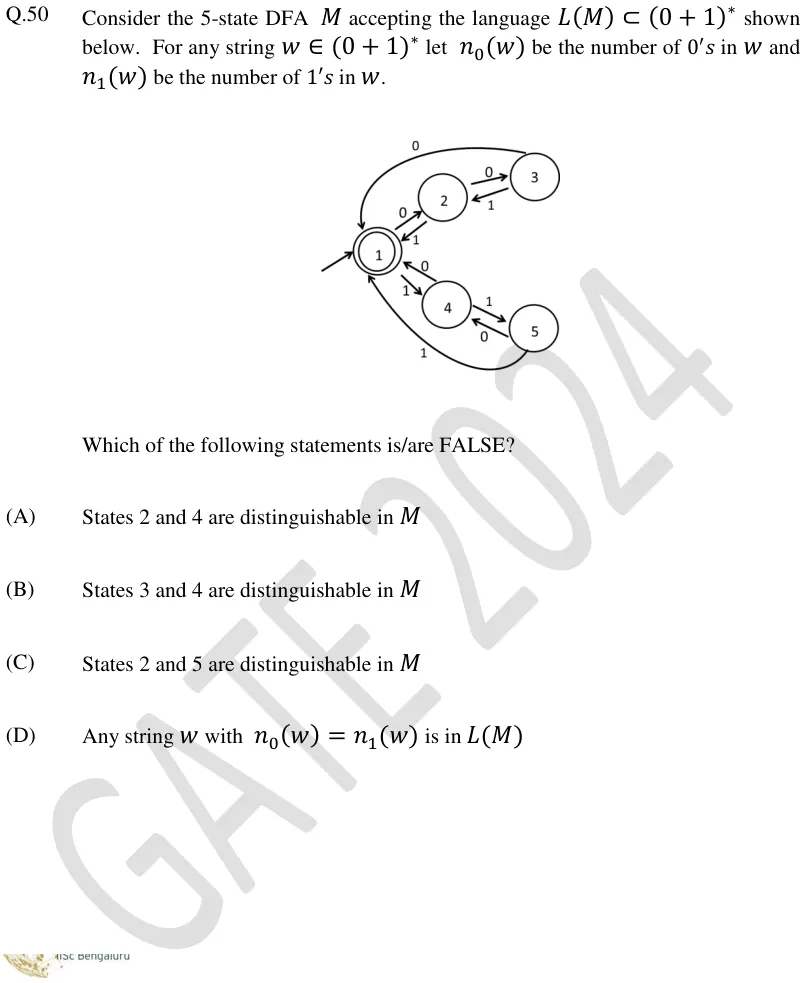 Q.50 Consider the 5-state DFA M accepting the language L(M) ⊂ (0 + 1)* shown
below. For any string w ∈ (0 + 1)* let n₀(w) be the number of 0's in w and
n₁(w) be the number of 1's in w.
0
0
3
2
1
0
1
1
0
1
4
1
0
5
1
Which of the following statements is/are FALSE?
(A) States 2 and 4 are distinguishable in M
(B) States 3 and 4 are distinguishable in M
(C) States 2 and 5 are distinguishable in M
(D) Any string w with n₀(w) = n₁(w) is in L(M)
GATE 2024
IISc Bengaluru